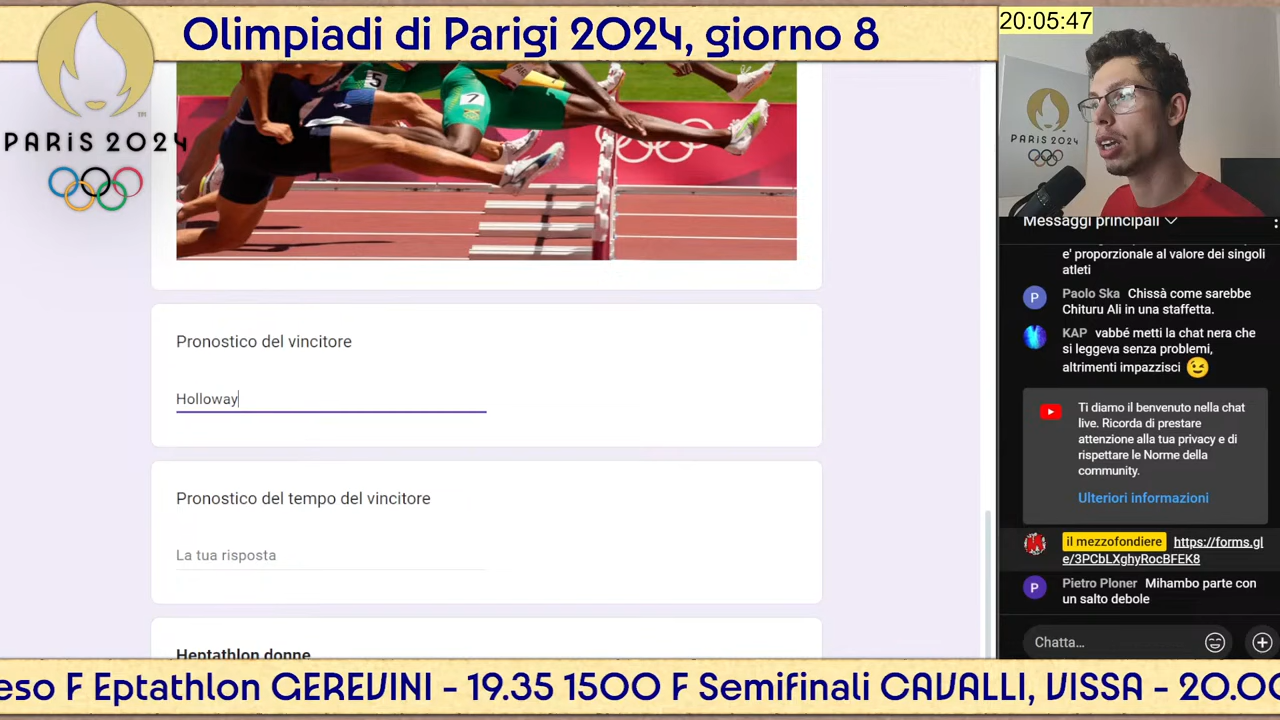 Olimpiadi di Parigi 2024, giorno 8
20:05:47
PARIS 2024
PARIS 2024
5
7
Pronostico del vincitore
Holloway
Pronostico del tempo del vincitore
La tua risposta
Heptathlon donne
Messaggi principali
e' proporzionale al valore dei singoli
atleti
P
Paolo Ska Chissà come sarebbe
Chituru Ali in una staffetta.
KAP vabbé metti la chat nera che
si leggeva senza problemi,
altrimenti impazzisci 😉
Ti diamo il benvenuto nella chat
live. Ricorda di prestare
attenzione alla tua privacy e di
rispettare le Norme della
community.
Ulteriori informazioni
il mezzofondiere https://forms.gl
e/3PCbLXghyRocBFEK8
P
Pietro Ploner Mihambo parte con
un salto debole
Chatta…
eso F Eptathlon GEREVINI - 19.35 1500 F Semifinali CAVALLI, VISSA - 20.00